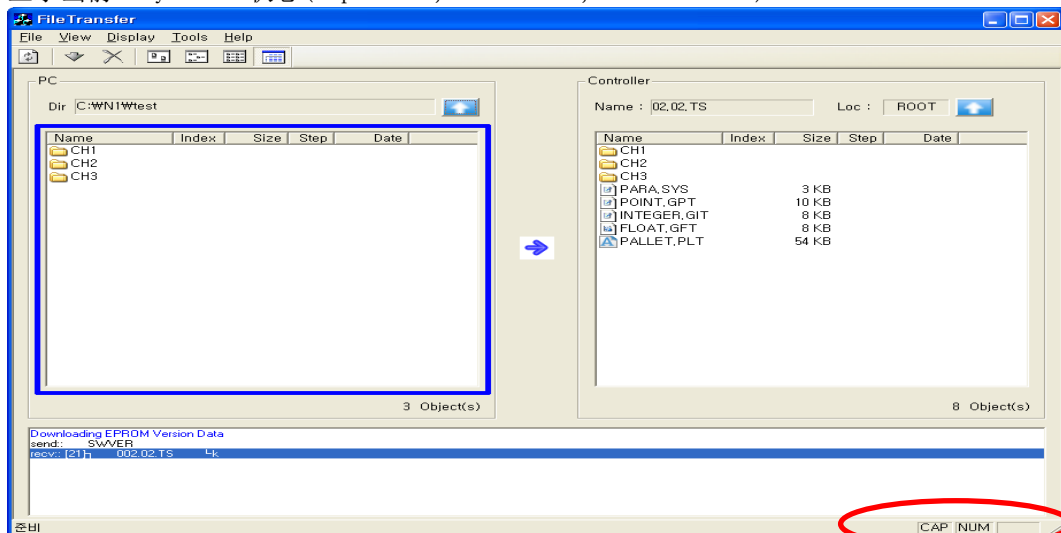 FileTransfer
File View Display Tools Help
PC
Dir C:₩N1₩test
Name Index Size Step Date
CH1
CH2
CH3
3 Object(s)
Controller
Name : 02.02.TS Loc : ROOT
Name Index Size Step Date
CH1
CH2
CH3
PARA.SYS 3 KB
POINT.GPT 10 KB
INTEGER.GIT 8 KB
FLOAT.GFT 8 KB
PALLET.PLT 54 KB
8 Object(s)
Downloading EPROM Version Data
send:: SWVER
recv:: [21]┐ 002.02.TS └k
준비 CAP NUM